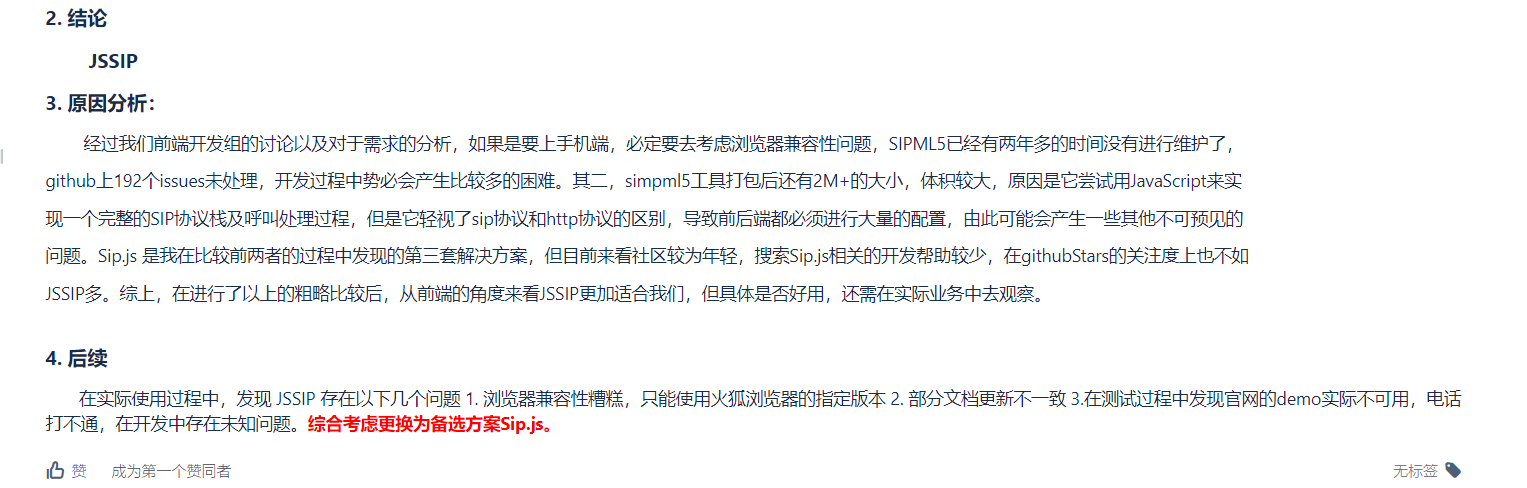 2. 结论
JSSIP
3. 原因分析：
经过我们前端开发组的讨论以及对于需求的分析，如果是要上手机端，必定要去考虑浏览器兼容性问题，SIPML5已经有两年多的时间没有进行维护了，
github上192个issues未处理，开发过程中势必会产生比较多的困难。其二，simpml5工具打包后还有2M+的大小，体积较大，原因是它尝试用JavaScript来实
现一个完整的SIP协议栈及呼叫处理过程，但是它轻视了sip协议和http协议的区别，导致前后端都必须进行大量的配置，由此可能会产生一些其他不可预见的
问题。Sip.js 是我在比较前两者的过程中发现的第三套解决方案，但目前来看社区较为年轻，搜索Sip.js相关的开发帮助较少，在githubStars的关注度上也不如
JSSIP多。综上，在进行了以上的粗略比较后，从前端的角度来看JSSIP更加适合我们，但具体是否好用，还需在实际业务中去观察。
4. 后续
在实际使用过程中，发现 JSSIP 存在以下几个问题 1. 浏览器兼容性糟糕，只能使用火狐浏览器的指定版本 2. 部分文档更新不一致 3.在测试过程中发现官网的demo实际不可用，电话
打不通，在开发中存在未知问题。综合考虑更换为备选方案Sip.js。
赞 成为第一个赞同者 无标签